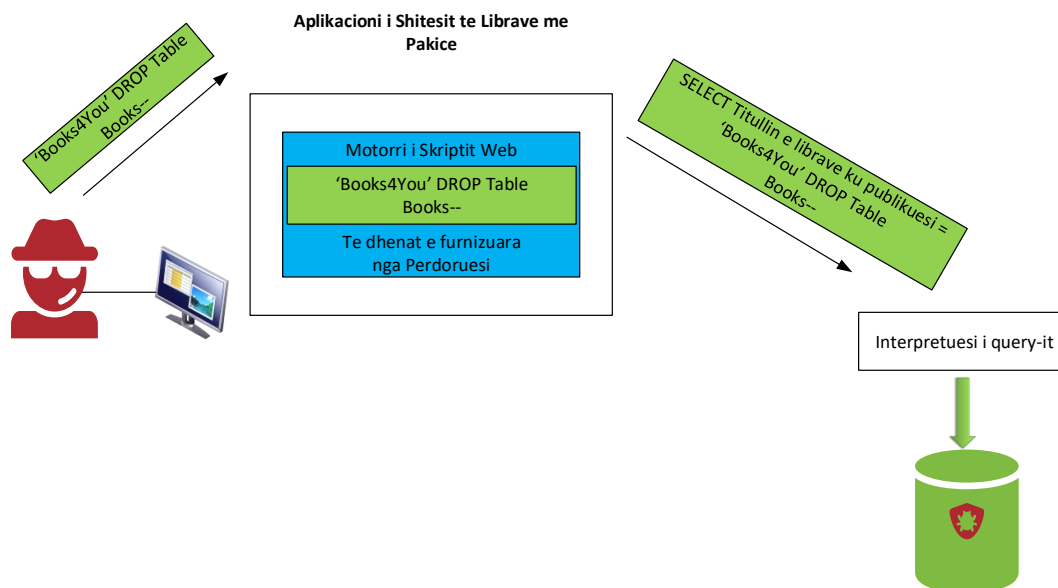 Aplikacioni i Shitesit te Librave me
Pakice
‘Books4You’ DROP Table
Books--
Motorri i Skriptit Web
‘Books4You’ DROP Table
Books--
Te dhenat e furnizuara
nga Perdoruesi
SELECT Titullin e librave ku publikuesi =
‘Books4You’ DROP Table
Books--
Interpretuesi i query-it